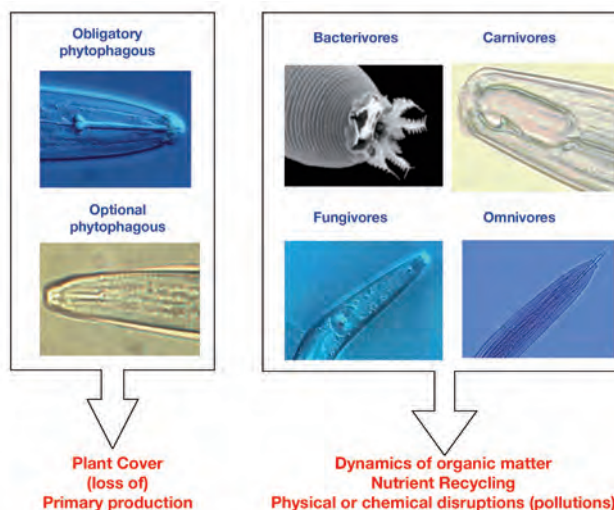 Obligatory
phytophagous
Optional
phytophagous
Plant Cover
(loss of)
Primary production
Bacterivores
Carnivores
Fungivores
Omnivores
Dynamics of organic matter
Nutrient Recycling
Physical or chemical disruptions (pollutions)